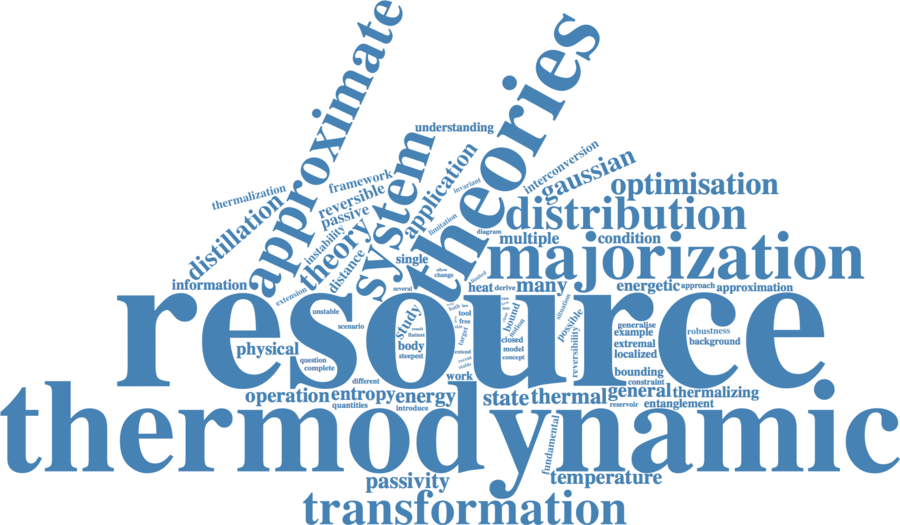 approximate
theories
understanding
system
application
invariant
interconversion
gaussian
thermalization
framework
reversible
passive
distillation
instability
theory
distance
limitation
diagram
optimisation
distribution
multiple
condition
majorization
single
allow
change
limited
information
extension
several
heat
derive
many
energetic
approach
approximation
resource
unstable
scenario
study
result
body
steepest
tool
free
target
extend
bound
notion
closed
model
concept
situation
possible
reversibility
generalise
example
extremal
localized
robustness
background
physical
question
complete
different
work
bounding
constraint
operation
entropy
energy
quantities
introduce
state
thermal
general
thermalizing
reservoir
entanglement
thermodynamic
fundamental
passivity
temperature
transformation